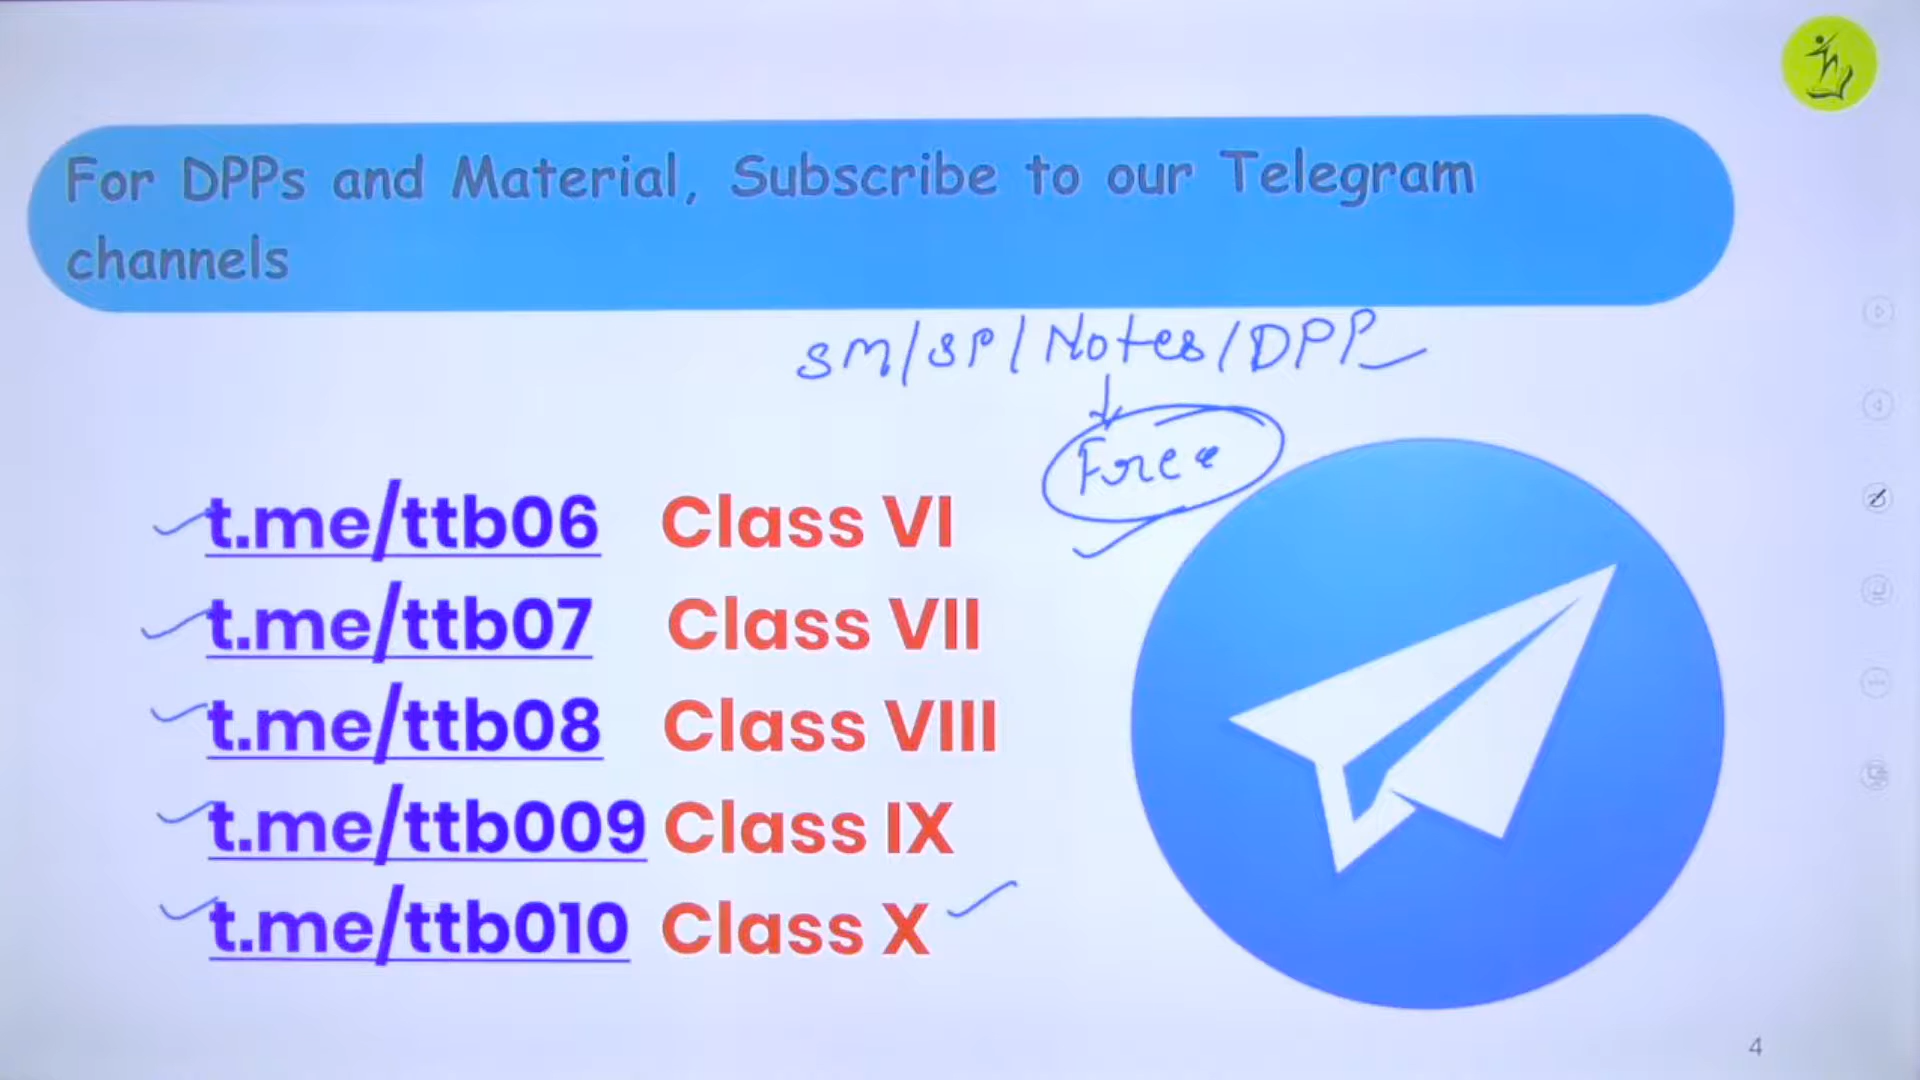 For DPPs and Material, Subscribe to our Telegram
channels
SM/SP/Notes/DPP
Free
t.me/ttb06 Class VI
t.me/ttb07 Class VII
t.me/ttb08 Class VIII
t.me/ttb009 Class IX
t.me/ttb010 Class X
4